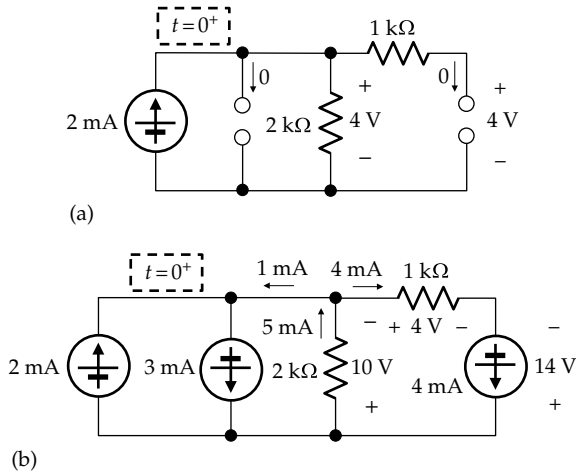 t = 0⁺
1 kΩ
0
0
+
+
2 mA
2 kΩ
4 V
4 V
−
−
(a)
t = 0⁺
1 mA
4 mA
1 kΩ
5 mA
−
+ 4 V −
−
2 mA
3 mA
2 kΩ
10 V
4 mA
14 V
+
+
(b)